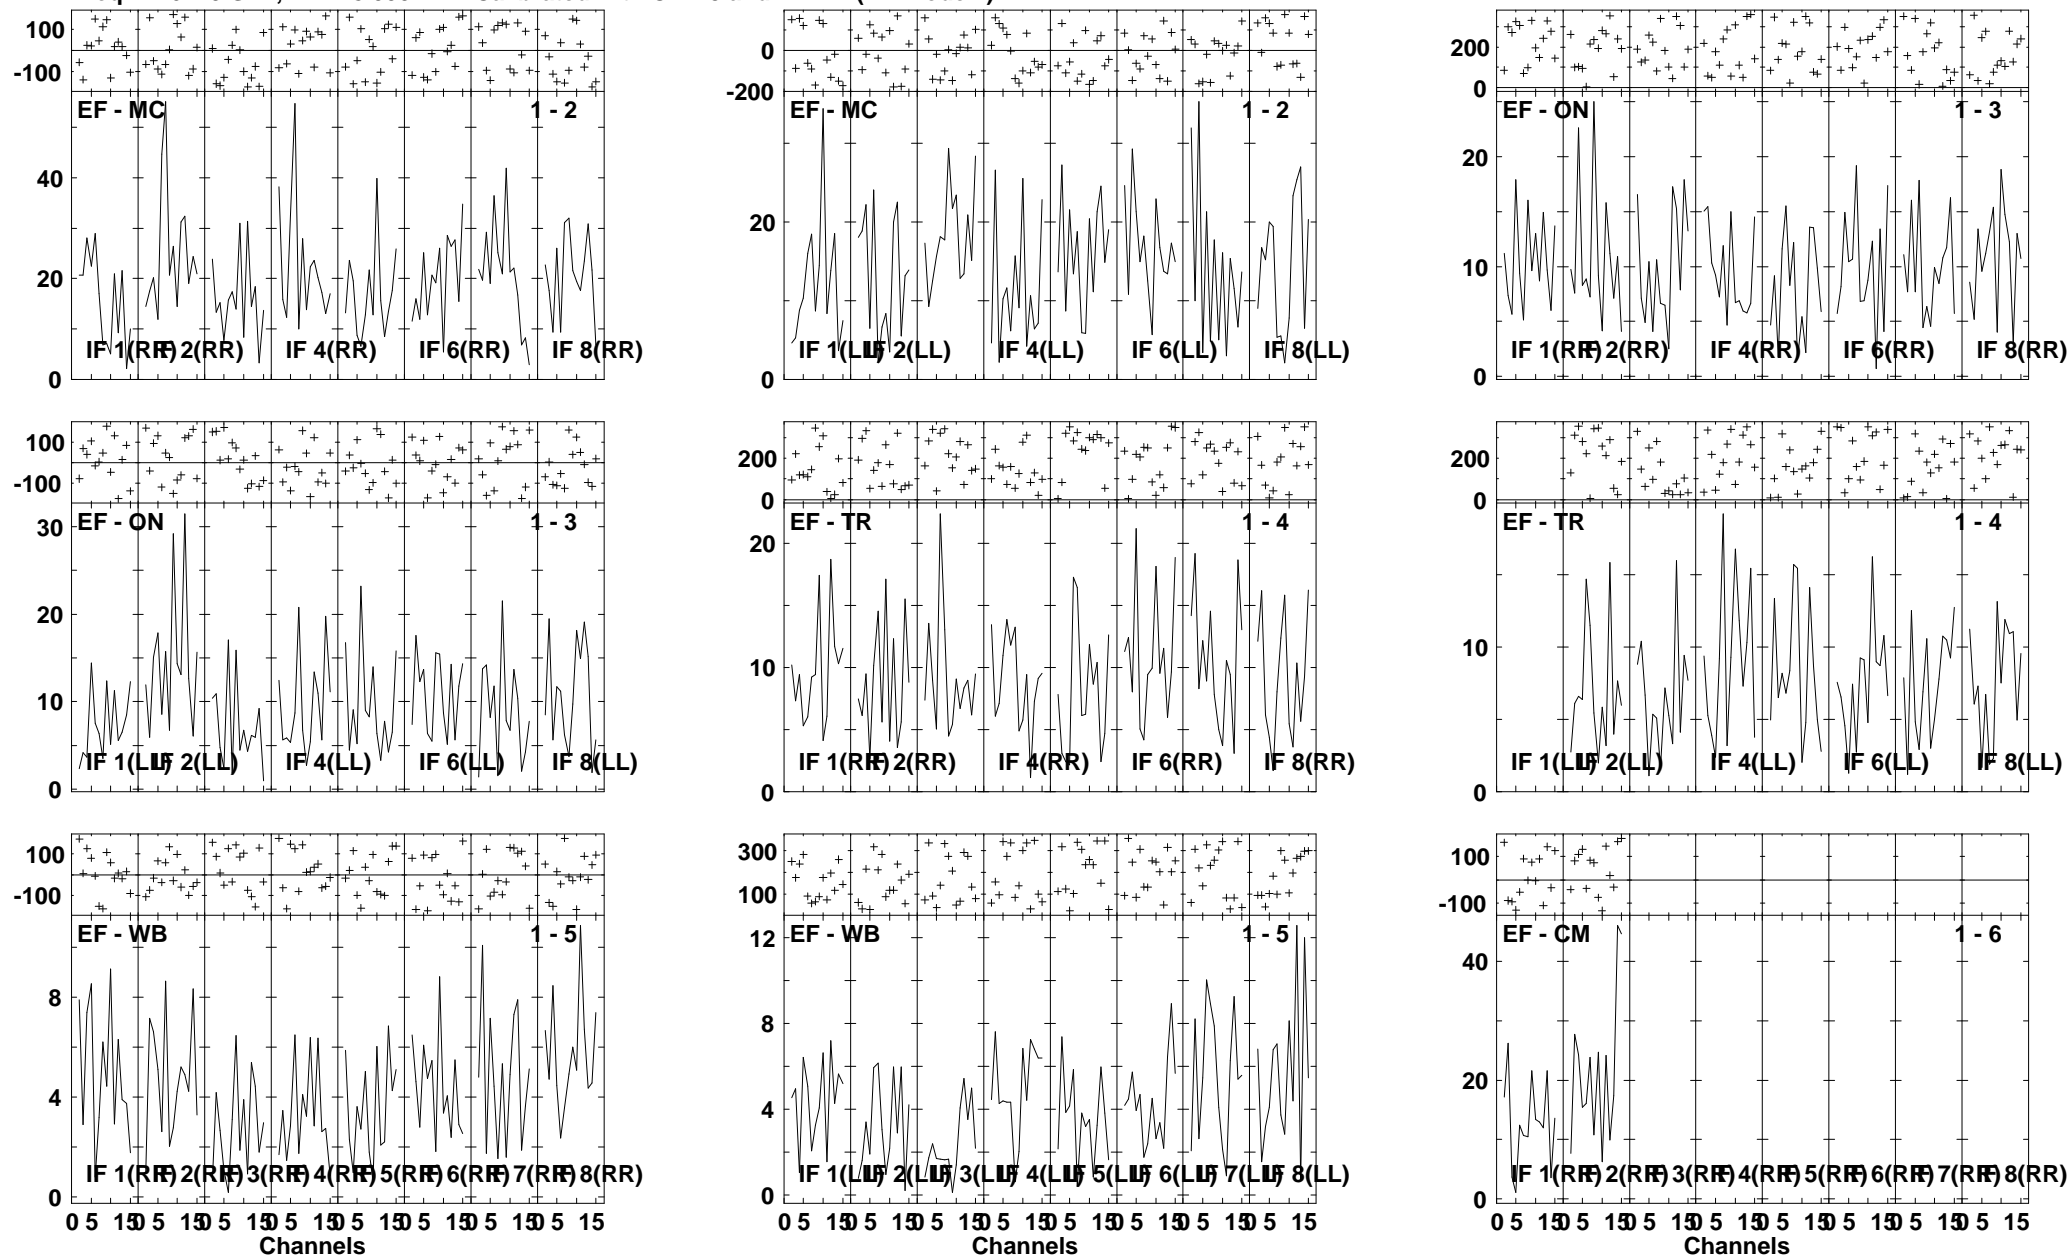 100
-100
EF - MC 1 - 2
40
20
0
IF 1(RR) IF 2(RR) IF 4(RR) IF 6(RR) IF 8(RR)
0
-200
EF - MC 1 - 2
20
0
IF 1(LL) IF 2(LL) IF 4(LL) IF 6(LL) IF 8(LL)
200
0
EF - ON 1 - 3
20
10
0
IF 1(RR) IF 2(RR) IF 4(RR) IF 6(RR) IF 8(RR)
100
-100
EF - ON 1 - 3
30
20
10
0
IF 1(LL) IF 2(LL) IF 4(LL) IF 6(LL) IF 8(LL)
200
0
EF - TR 1 - 4
20
10
0
IF 1(RR) IF 2(RR) IF 4(RR) IF 6(RR) IF 8(RR)
200
0
EF - TR 1 - 4
10
0
IF 1(LL) IF 2(LL) IF 4(LL) IF 6(LL) IF 8(LL)
100
-100
EF - WB 1 - 5
8
4
0
IF 1(RR) IF 2(RR) IF 3(RR) IF 4(RR) IF 5(RR) IF 6(RR) IF 7(RR) IF 8(RR)
0 5 15 0 5 15 0 5 15 0 5 15 0 5 15 0 5 15 0 5 15 0 5 15
Channels
300
100
EF - WB 1 - 5
12
8
4
0
IF 1(LL) IF 2(LL) IF 3(LL) IF 4(LL) IF 5(LL) IF 6(LL) IF 7(LL) IF 8(LL)
0 5 15 0 5 15 0 5 15 0 5 15 0 5 15 0 5 15 0 5 15 0 5 15
Channels
100
-100
EF - CM 1 - 6
40
20
0
IF 1(RR) IF 2(RR) IF 3(RR) IF 4(RR) IF 5(RR) IF 6(RR) IF 7(RR) IF 8(RR)
0 5 15 0 5 15 0 5 15 0 5 15 0 5 15 0 5 15 0 5 15 0 5 15
Channels